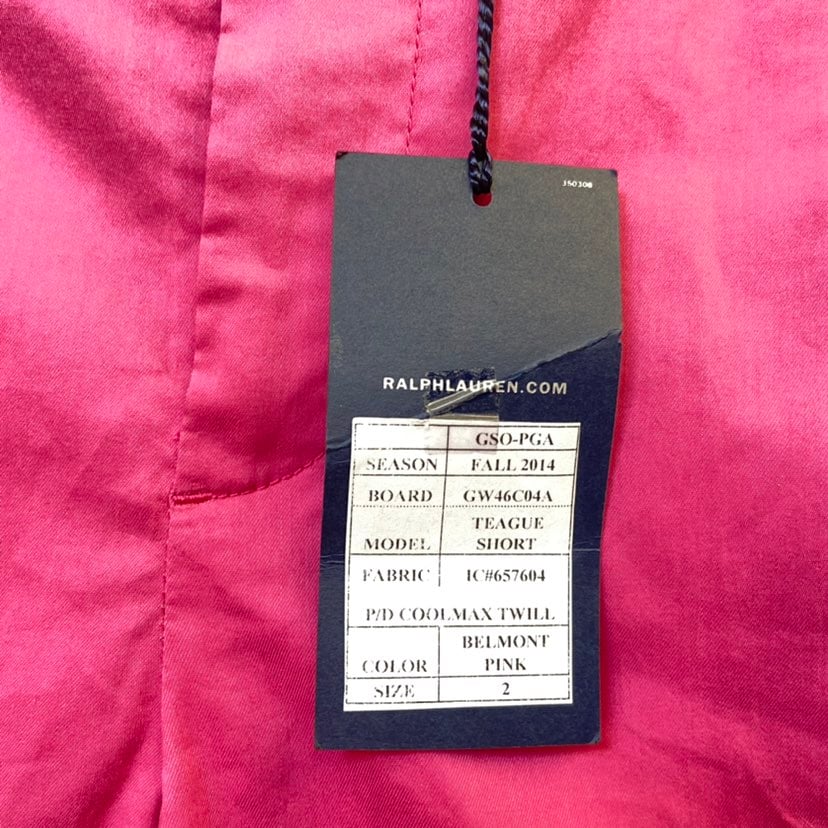 350308
RALPHLAUREN.COM
GSO-PGA
SEASON FALL 2014
BOARD GW46C04A
MODEL TEAGUE SHORT
FABRIC IC#657604
P/D COOLMAX TWILL
COLOR BELMONT PINK
SIZE 2